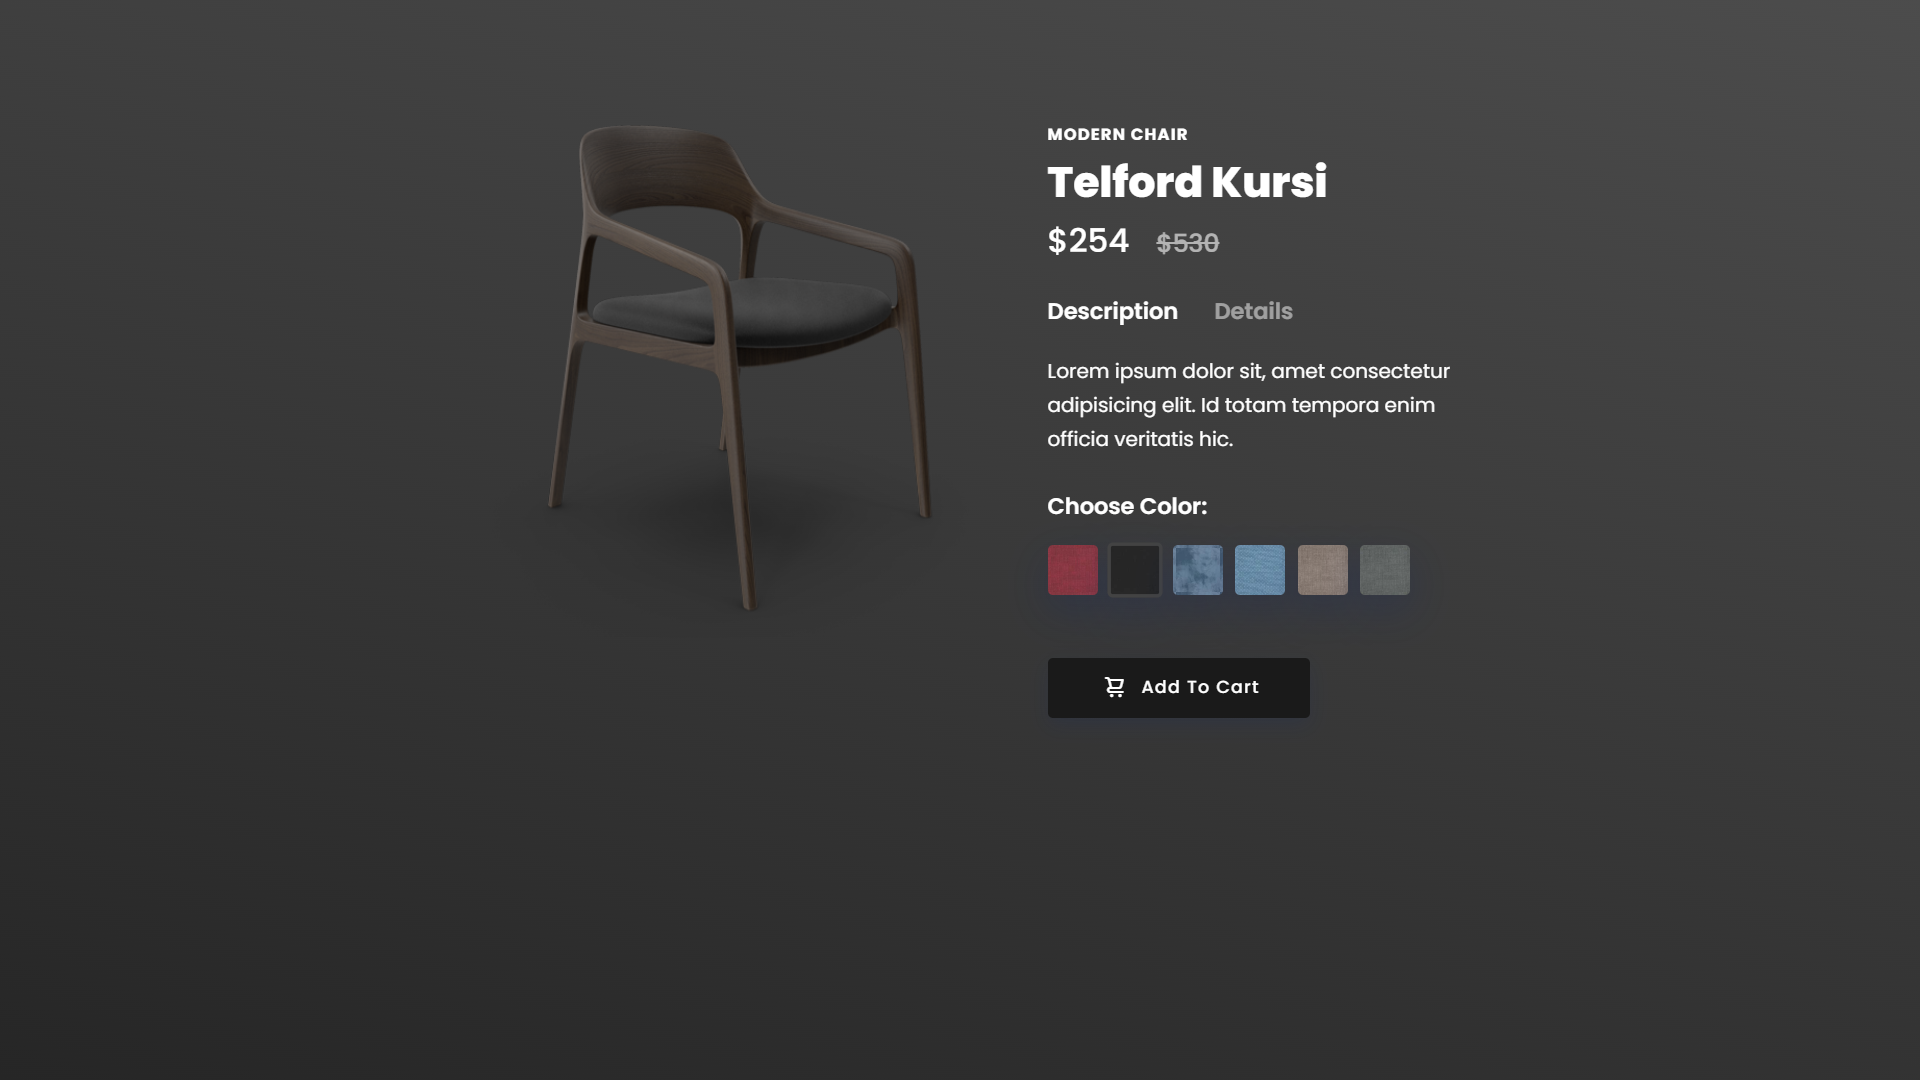 MODERN CHAIR
Telford Kursi
$254 $530
Description Details
Lorem ipsum dolor sit, amet consectetur
adipisicing elit. Id totam tempora enim
officia veritatis hic.
Choose Color:
Add To Cart